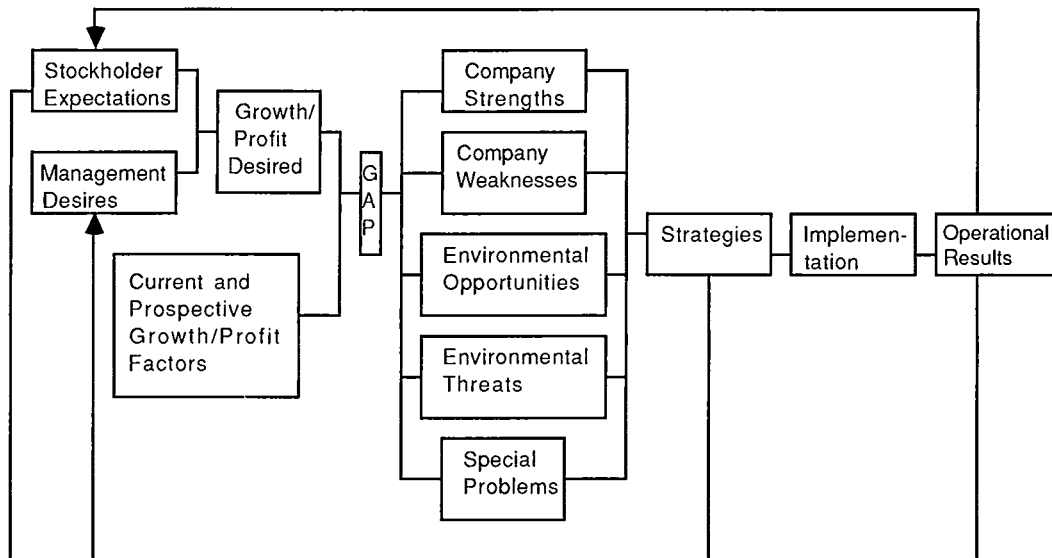 Stockholder
Expectations
Management
Desires
Growth/
Profit
Desired
Current and
Prospective
Growth/Profit
Factors
G
A
P
Company
Strengths
Company
Weaknesses
Environmental
Opportunities
Environmental
Threats
Special
Problems
Strategies
Implemen-
tation
Operational
Results